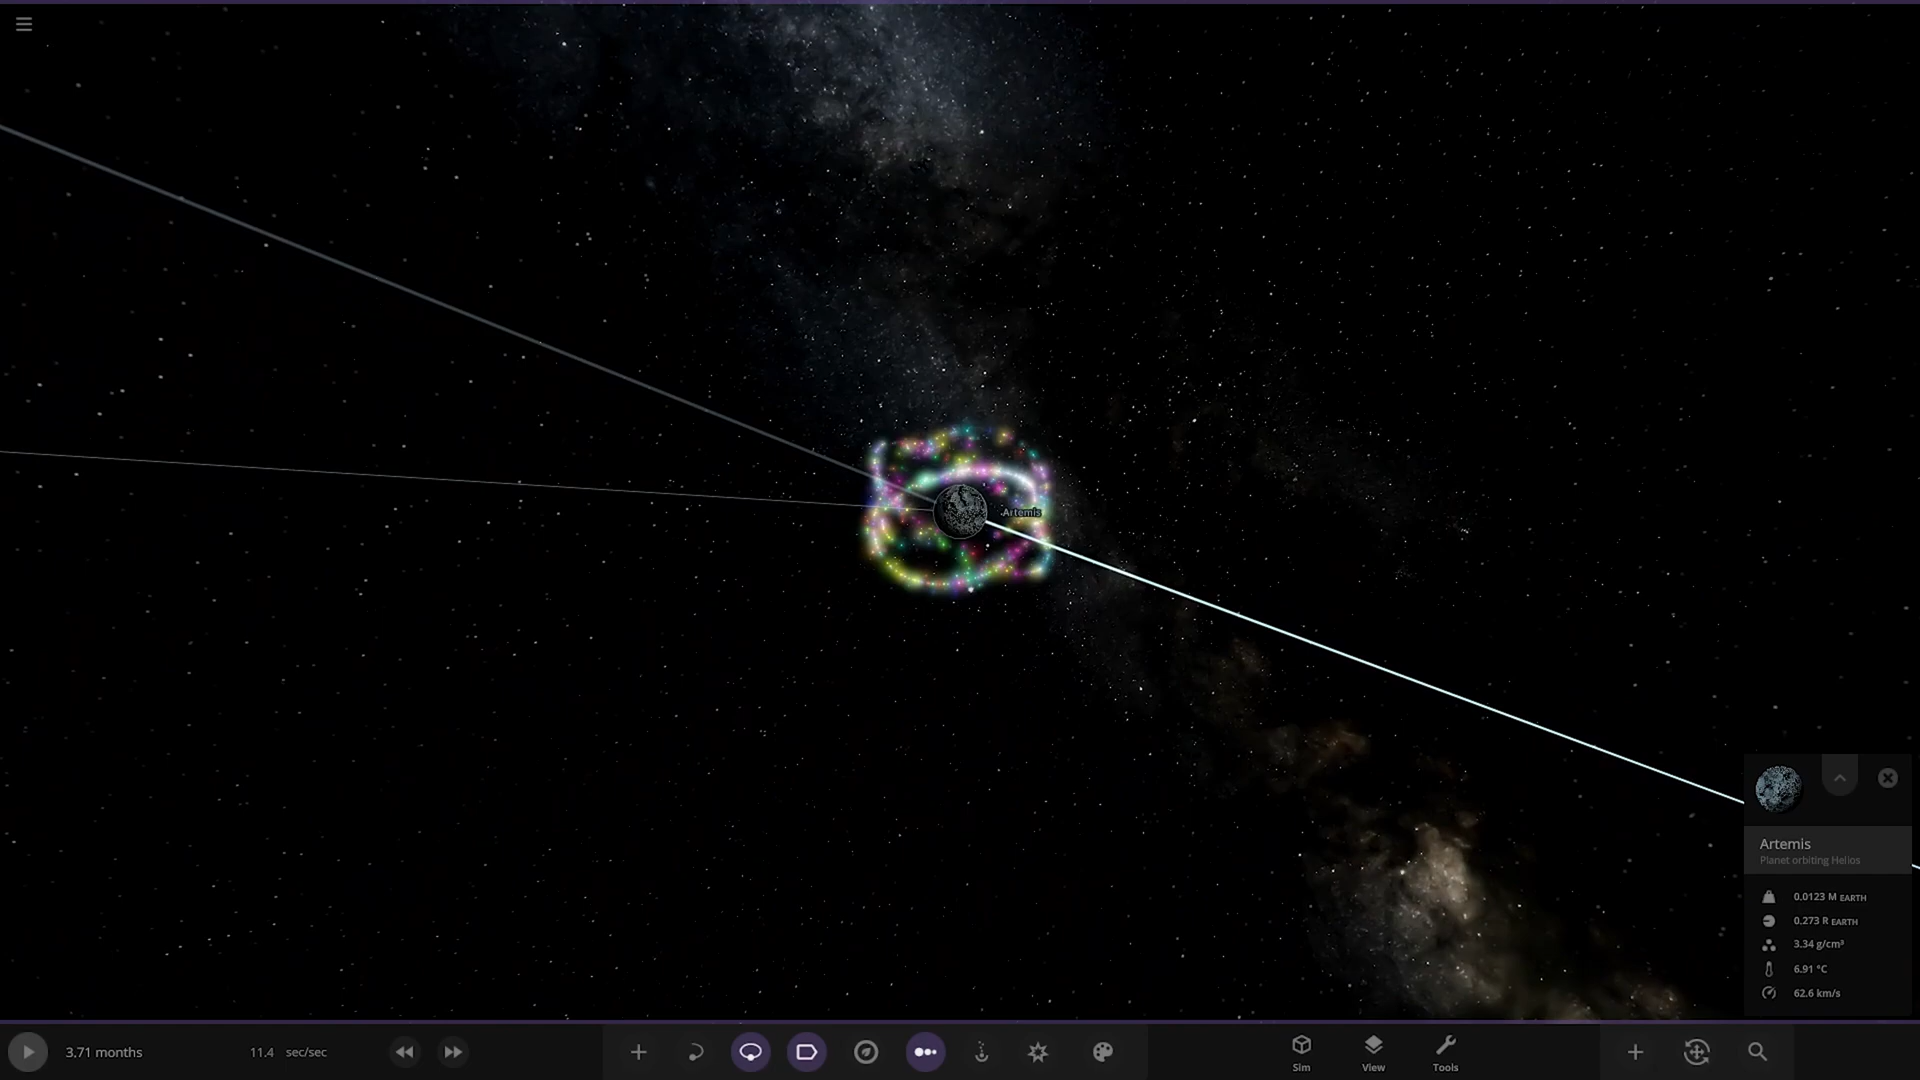 Artemis
Artemis
Planet orbiting Helios
0.0123 M EARTH
0.273 R EARTH
3.34 g/cm³
6.91 °C
62.6 km/s
3.71 months
11.4 sec/sec
Sim
View
Tools